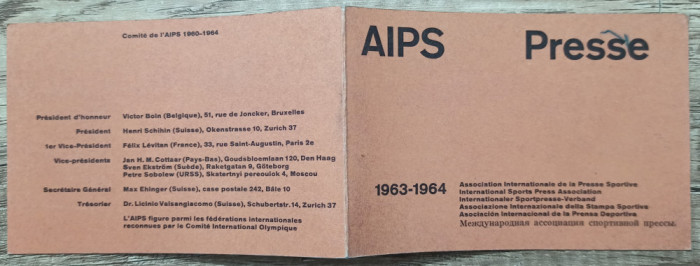 Comité de l'AIPS 1960-1964
Président d'honneur Victor Boin (Belgique), 51, rue de Joncker, Bruxelles
Président Henri Schihin (Suisse), Okenstrasse 10, Zurich 37
1er Vice-Président Félix Lévitan (France), 33, rue Saint-Augustin, Paris 2e
Vice-présidents Jan H. M. Cottaar (Pays-Bas), Goudsbloemlaan 120, Den Haag
Sven Ekström (Suède), Raketgatan 9, Göteborg
Petre Sobolew (URSS), Skatertnyi pereoulok 4, Moscou
Secrétaire Général Max Ehinger (Suisse), case postale 242, Bâle 10
Trésorier Dr. Licinio Valsangiacomo (Suisse), Schubertstr. 14, Zurich 37
L'AIPS figure parmi les fédérations internationales
reconnues par le Comité International Olympique
AIPS Presse
1963-1964
Association Internationale de la Presse Sportive
International Sports Press Association
Internationaler Sportpresse-Verband
Associazione Internazionale della Stampa Sportiva
Asociación Internacional de la Prensa Deportiva
Международная ассоциация спортивной прессы.